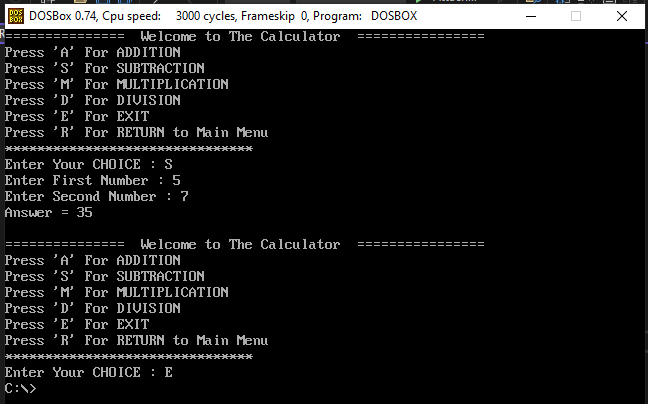 DOSBox 0.74, Cpu speed: 3000 cycles, Frameskip 0, Program: DOSBOX
=============== Welcome to The Calculator ================
Press 'A' For ADDITION
Press 'S' For SUBTRACTION
Press 'M' For MULTIPLICATION
Press 'D' For DIVISION
Press 'E' For EXIT
Press 'R' For RETURN to Main Menu
*******************************
Enter Your CHOICE : S
Enter First Number : 5
Enter Second Number : 7
Answer = 35
=============== Welcome to The Calculator ================
Press 'A' For ADDITION
Press 'S' For SUBTRACTION
Press 'M' For MULTIPLICATION
Press 'D' For DIVISION
Press 'E' For EXIT
Press 'R' For RETURN to Main Menu
*******************************
Enter Your CHOICE : E
C:\>